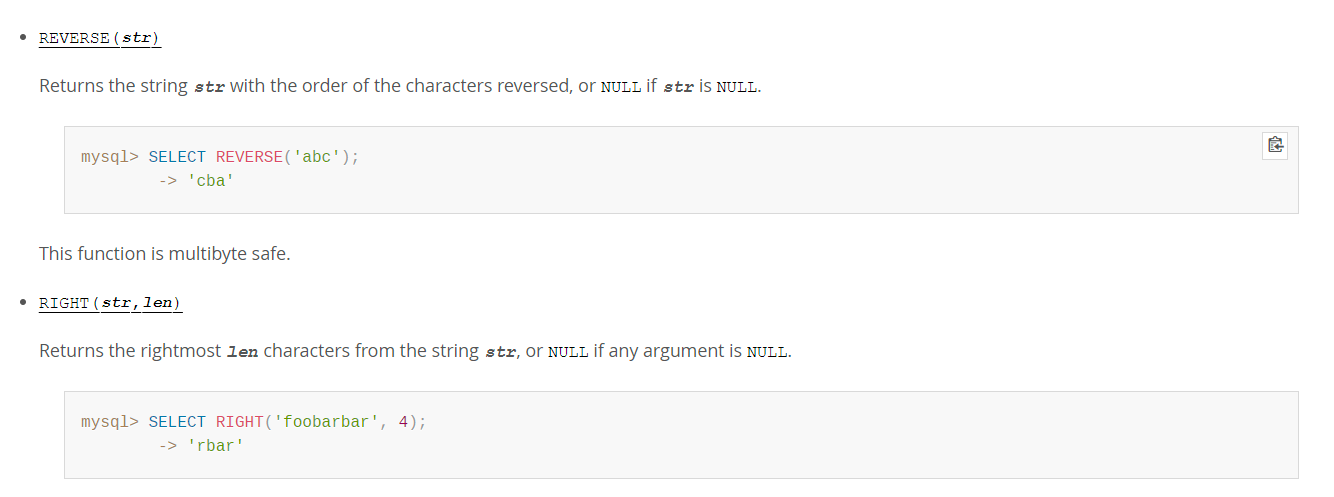 • REVERSE(str)
Returns the string str with the order of the characters reversed, or NULL if str is NULL.
mysql> SELECT REVERSE('abc');
        -> 'cba'
This function is multibyte safe.
• RIGHT(str,len)
Returns the rightmost len characters from the string str, or NULL if any argument is NULL.
mysql> SELECT RIGHT('foobarbar', 4);
        -> 'rbar'